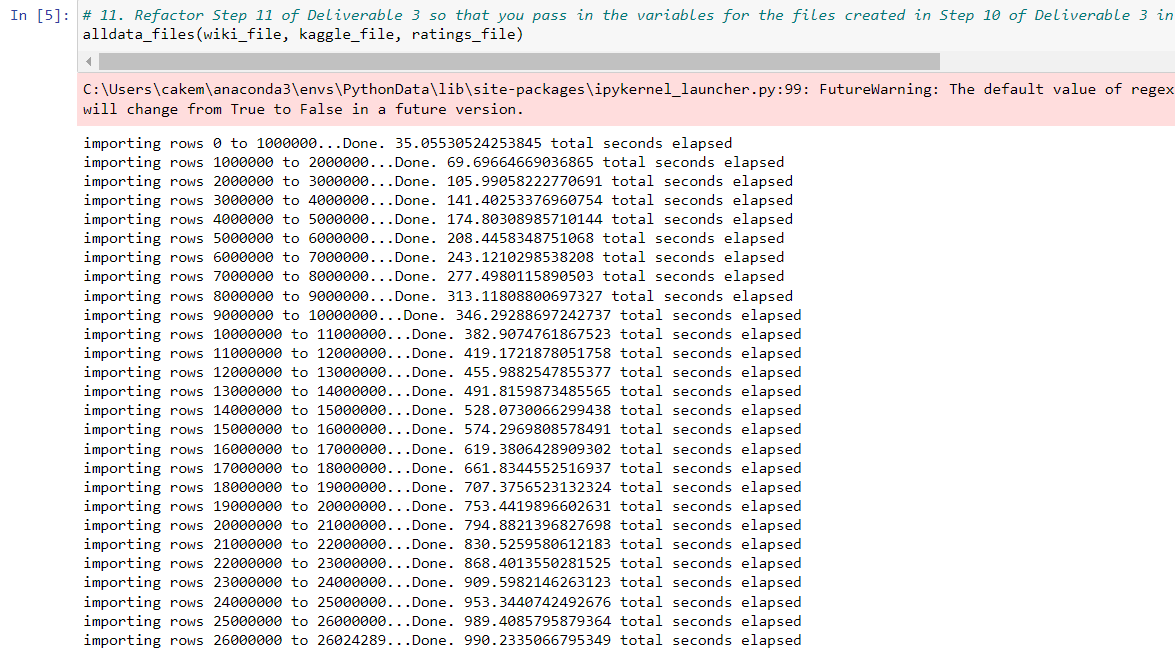 In [5]: # 11. Refactor Step 11 of Deliverable 3 so that you pass in the variables for the files created in Step 10 of Deliverable 3 in
alldata_files(wiki_file, kaggle_file, ratings_file)
C:\Users\cakem\anaconda3\envs\PythonData\lib\site-packages\ipykernel_launcher.py:99: FutureWarning: The default value of regex
will change from True to False in a future version.
importing rows 0 to 1000000...Done. 35.05530524253845 total seconds elapsed
importing rows 1000000 to 2000000...Done. 69.69664669036865 total seconds elapsed
importing rows 2000000 to 3000000...Done. 105.99058222770691 total seconds elapsed
importing rows 3000000 to 4000000...Done. 141.40253376960754 total seconds elapsed
importing rows 4000000 to 5000000...Done. 174.80308985710144 total seconds elapsed
importing rows 5000000 to 6000000...Done. 208.4458348751068 total seconds elapsed
importing rows 6000000 to 7000000...Done. 243.1210298538208 total seconds elapsed
importing rows 7000000 to 8000000...Done. 277.4980115890503 total seconds elapsed
importing rows 8000000 to 9000000...Done. 313.11808800697327 total seconds elapsed
importing rows 9000000 to 10000000...Done. 346.29288697242737 total seconds elapsed
importing rows 10000000 to 11000000...Done. 382.9074761867523 total seconds elapsed
importing rows 11000000 to 12000000...Done. 419.1721878051758 total seconds elapsed
importing rows 12000000 to 13000000...Done. 455.9882547855377 total seconds elapsed
importing rows 13000000 to 14000000...Done. 491.8159873485565 total seconds elapsed
importing rows 14000000 to 15000000...Done. 528.0730066299438 total seconds elapsed
importing rows 15000000 to 16000000...Done. 574.2969808578491 total seconds elapsed
importing rows 16000000 to 17000000...Done. 619.3806428909302 total seconds elapsed
importing rows 17000000 to 18000000...Done. 661.8344552516937 total seconds elapsed
importing rows 18000000 to 19000000...Done. 707.3756523132324 total seconds elapsed
importing rows 19000000 to 20000000...Done. 753.4419896602631 total seconds elapsed
importing rows 20000000 to 21000000...Done. 794.8821396827698 total seconds elapsed
importing rows 21000000 to 22000000...Done. 830.5259580612183 total seconds elapsed
importing rows 22000000 to 23000000...Done. 868.4013550281525 total seconds elapsed
importing rows 23000000 to 24000000...Done. 909.5982146263123 total seconds elapsed
importing rows 24000000 to 25000000...Done. 953.3440742492676 total seconds elapsed
importing rows 25000000 to 26000000...Done. 989.4085795879364 total seconds elapsed
importing rows 26000000 to 26024289...Done. 990.2335066795349 total seconds elapsed